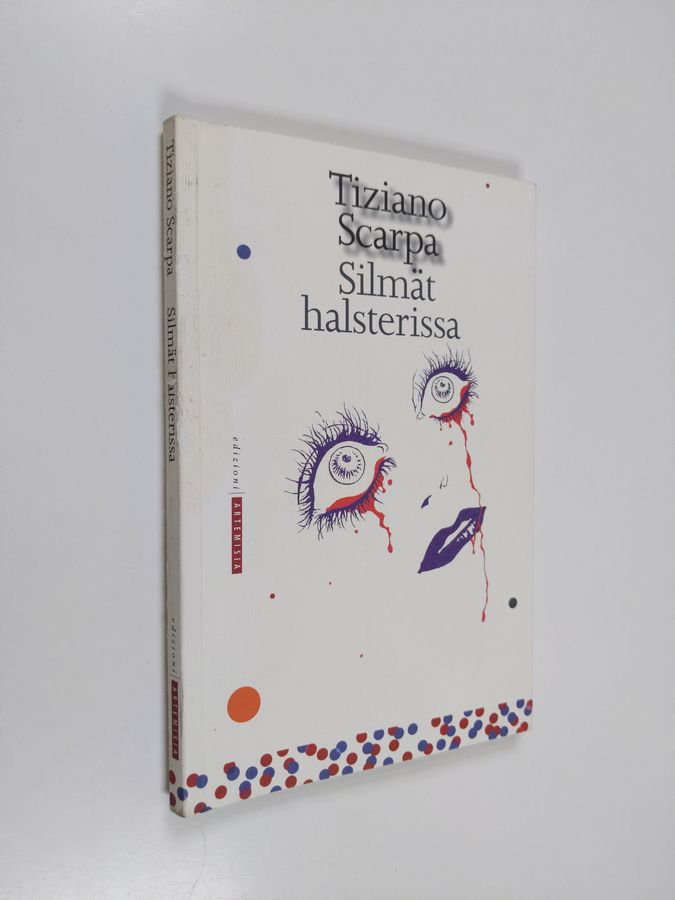 Tiziano
Scarpa
Silmät
halsterissa
edizioni ARTEMISIA
Tiziano Scarpa Silmät halsterissa
edizioni ARTEMISIA